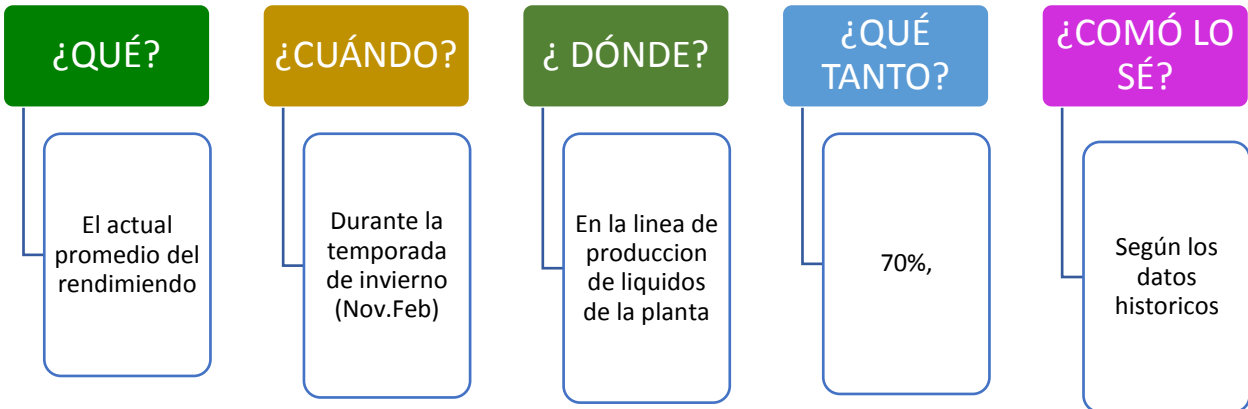 ¿QUÉ?
El actual
promedio del
rendimiendo
¿CUÁNDO?
Durante la
temporada
de invierno
(Nov.Feb)
¿ DÓNDE?
En la linea de
produccion
de liquidos
de la planta
¿QUÉ
TANTO?
70%,
¿COMÓ LO
SÉ?
Según los
datos
historicos